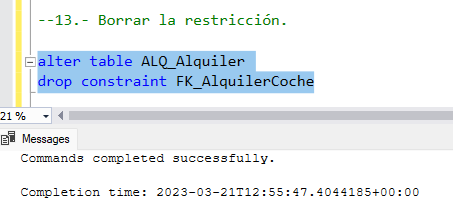 --13.- Borrar la restricción.
alter table ALQ_Alquiler
drop constraint FK_AlquilerCoche
21 %
Messages
Commands completed successfully.
Completion time: 2023-03-21T12:55:47.4044185+00:00